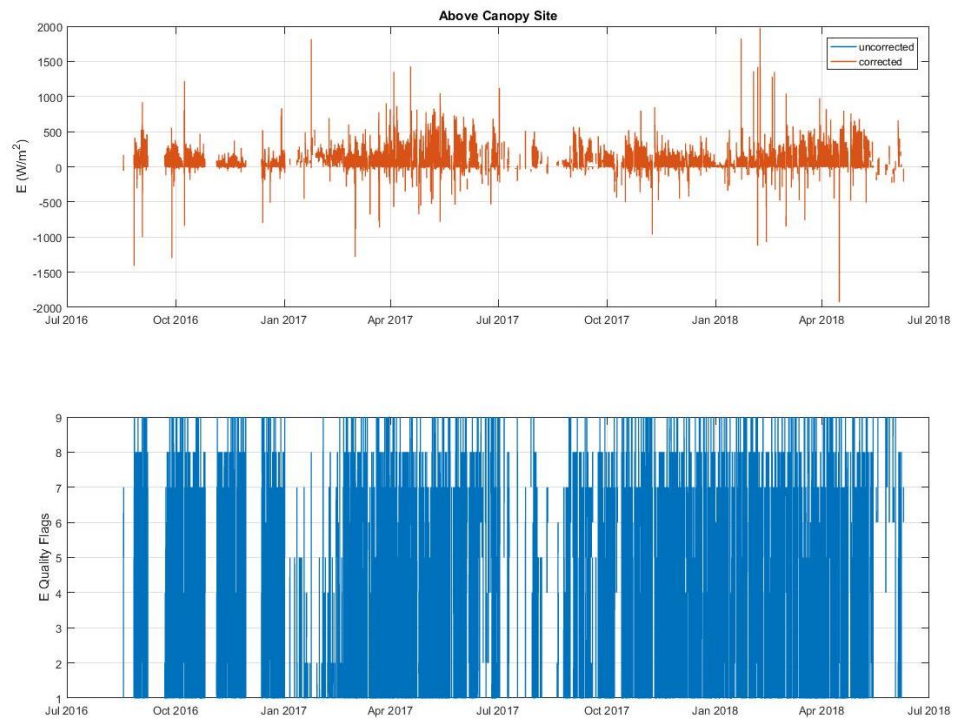 Above Canopy Site
2000
1500
1000
500
0
-500
-1000
-1500
-2000
E (W/m²)
uncorrected
corrected
Jul 2016 Oct 2016 Jan 2017 Apr 2017 Jul 2017 Oct 2017 Jan 2018 Apr 2018 Jul 2018
9
8
7
6
5
4
3
2
1
E Quality Flags
Jul 2016 Oct 2016 Jan 2017 Apr 2017 Jul 2017 Oct 2017 Jan 2018 Apr 2018 Jul 2018